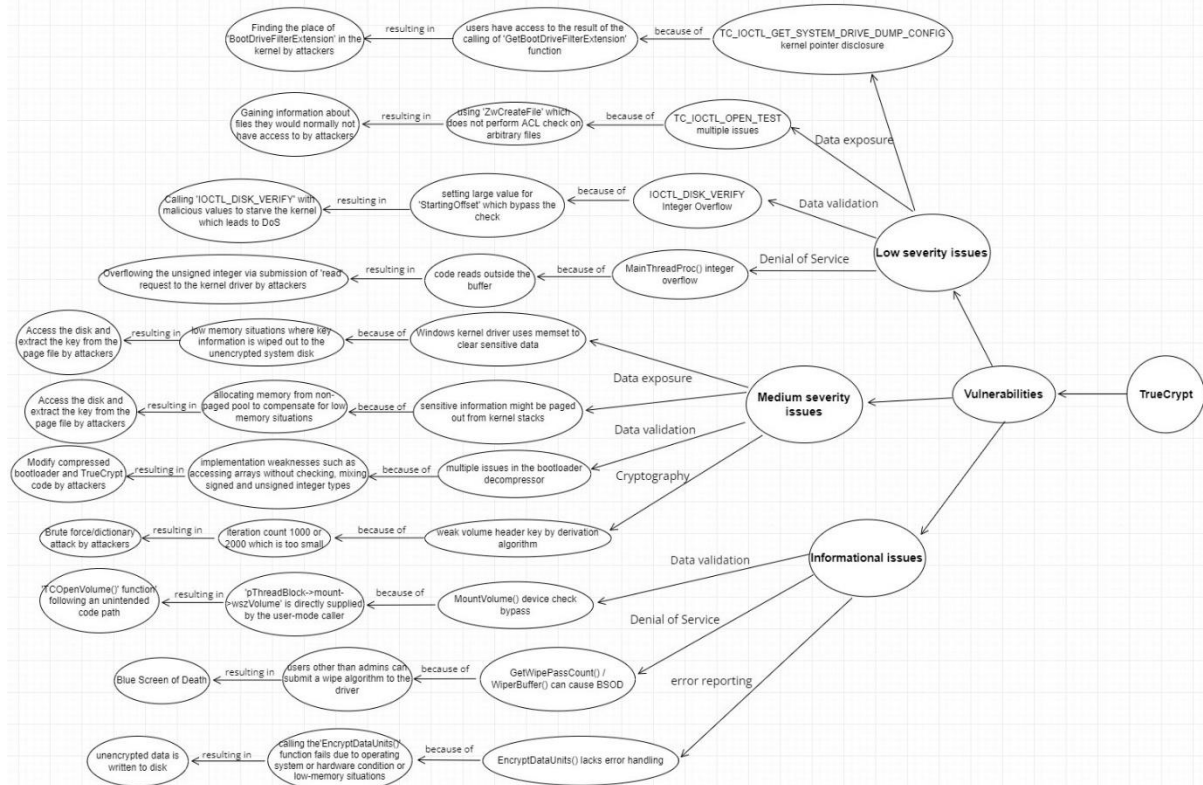 Finding the place of
'BootDriveFilterExtension' in the
kernel by attackers
resulting in
users have access to the result of the
calling of 'GetBootDriveFilterExtension'
function
because of
TC_IOCTL_GET_SYSTEM_DRIVE_DUMP_CONFIG
kernel pointer disclosure
Gaining information about
files they would normally not
have access to by attackers
resulting in
using 'ZwCreateFile' which
does not perform ACL check on
arbitrary files
because of
TC_IOCTL_OPEN_TEST
multiple issues
Data exposure
Calling 'IOCTL_DISK_VERIFY' with
malicious values to starve the kernel
which leads to DoS
resulting in
setting large value for
'StartingOffset' which bypass the
check
because of
IOCTL_DISK_VERIFY
Integer Overflow
Data validation
Low severity issues
Overflowing the unsigned integer via submission of 'read'
request to the kernel driver by attackers
resulting in
code reads outside the
buffer
because of
MainThreadProc() integer
overflow
Denial of Service
Access the disk and
extract the key from the
page file by attackers
resulting in
low memory situations where key
information is wiped out to the
unencrypted system disk
because of
Windows kernel driver uses memset to
clear sensitive data
Data exposure
Medium severity
issues
Vulnerabilities
TrueCrypt
Access the disk and
extract the key from the
page file by attackers
resulting in
allocating memory from non-
paged pool to compensate for low
memory situations
because of
sensitive information might be paged
out from kernel stacks
Data validation
Modify compressed
bootloader and TrueCrypt
code by attackers
resulting in
implementation weaknesses such as
accessing arrays without checking, mixing
signed and unsigned integer types
because of
multiple issues in the bootloader
decompressor
Cryptography
Brute force/dictionary
attack by attackers
resulting in
iteration count 1000 or
2000 which is too small
because of
weak volume header key by derivation
algorithm
Informational issues
'TCOpenVolume()' function'
following an unintended
code path
resulting in
'pThreadBlock->mount-
>wszVolume' is directly supplied
by the user-mode caller
because of
MountVolume() device check
bypass
Data validation
Blue Screen of Death
resulting in
users other than admins can
submit a wipe algorithm to the
driver
because of
GetWipePassCount() /
WiperBuffer() can cause BSOD
Denial of Service
unencrypted data is
written to disk
resulting in
calling the'EncryptDataUnits()'
function fails due to operating
system or hardware condition or
low-memory situations
because of
EncryptDataUnits() lacks error handling
error reporting